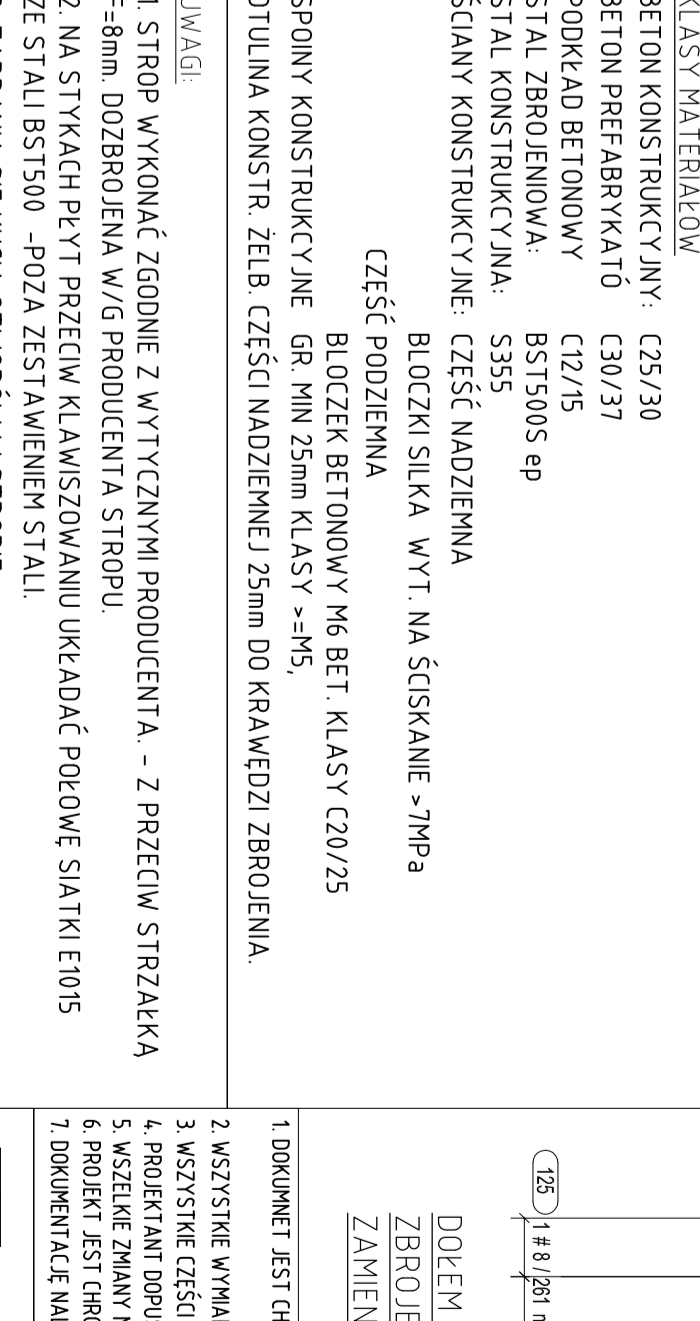 KLASY MATERIAŁÓW
BETON KONSTRUKCYJNY: C25/30
BETON PREFABRYKATÓ C30/37
PODKŁAD BETONOWY C12/15
STAL ZBROJENIOWA: BST500S ep
STAL KONSTRUKCYJNA: S355
ŚCIANY KONSTRUKCYJNE: CZĘŚĆ NADZIEMNA
BLOCZKI SILKA WYT. NA ŚCISKANIE >7MPa
CZĘŚĆ PODZIEMNA
BLOCZEK BETONOWY M6 BET. KLASY C20/25
SPOINY KONSTRUKCYJNE GR. MIN 25mm KLASY >=M5,
OTULINA KONSTR. ŻELB. CZĘŚCI NADZIEMNEJ 25mm DO KRAWĘDZI ZBROJENIA.
UWAGI:
1. STROP WYKONAĆ ZGODNIE Z WYTYCZNYMI PRODUCENTA. - Z PRZECIW STRZAŁKĄ
F=8mm. DOZBROJENA W/G PRODUCENTA STROPU.
2. NA STYKACH PŁYT PRZECIW KLAWISZOWANIU UKŁADAĆ POŁOWĘ SIATKI E1015
ZE STALI BST500 -POZA ZESTAWIENIEM STALI.
125 1 # 8 / 261
DOŁEM
ZBROJE
ZAMIEN
1. DOKUMNET JEST CH
2. WSZYSTKIE WYMIA
3. WSZYSTKIE CZĘŚCI
4. PROJEKTANT DOPU
5. WSZELKIE ZMIANY
6. PROJEKT JEST CHR
7. DOKUMENTACJĘ NAL